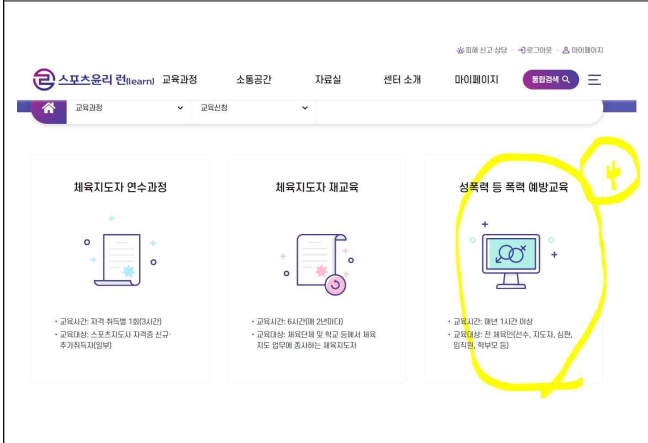 피해 신고·상담 · 로그아웃 · 마이페이지
스포츠윤리 런(learn) 교육과정 소통공간 자료실 센터 소개 마이페이지 통합검색
교육과정 교육신청
4
체육지도자 연수과정
체육지도자 재교육
성폭력 등 폭력 예방교육
• 교육시간: 자격 취득별 1회(3시간)
• 교육대상: 스포츠지도사 자격증 신규·
추가취득자(일부)
• 교육시간: 6시간(매 2년마다)
• 교육대상: 체육단체 및 학교 등에서 체육
지도 업무에 종사하는 체육지도자
• 교육시간: 매년 1시간 이상
• 교육대상: 전 체육인(선수, 지도자, 심판,
임직원, 학부모 등)